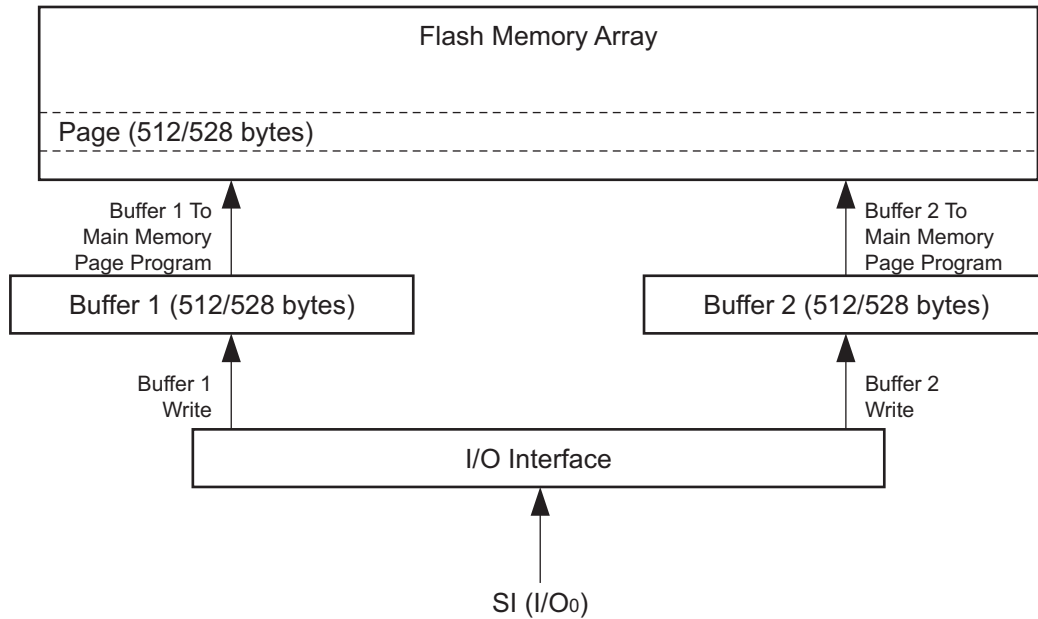 Flash Memory Array
Page (512/528 bytes)
Buffer 1 To
Main Memory
Page Program
Buffer 2 To
Main Memory
Page Program
Buffer 1 (512/528 bytes)
Buffer 2 (512/528 bytes)
Buffer 1
Write
Buffer 2
Write
I/O Interface
SI (I/O0)